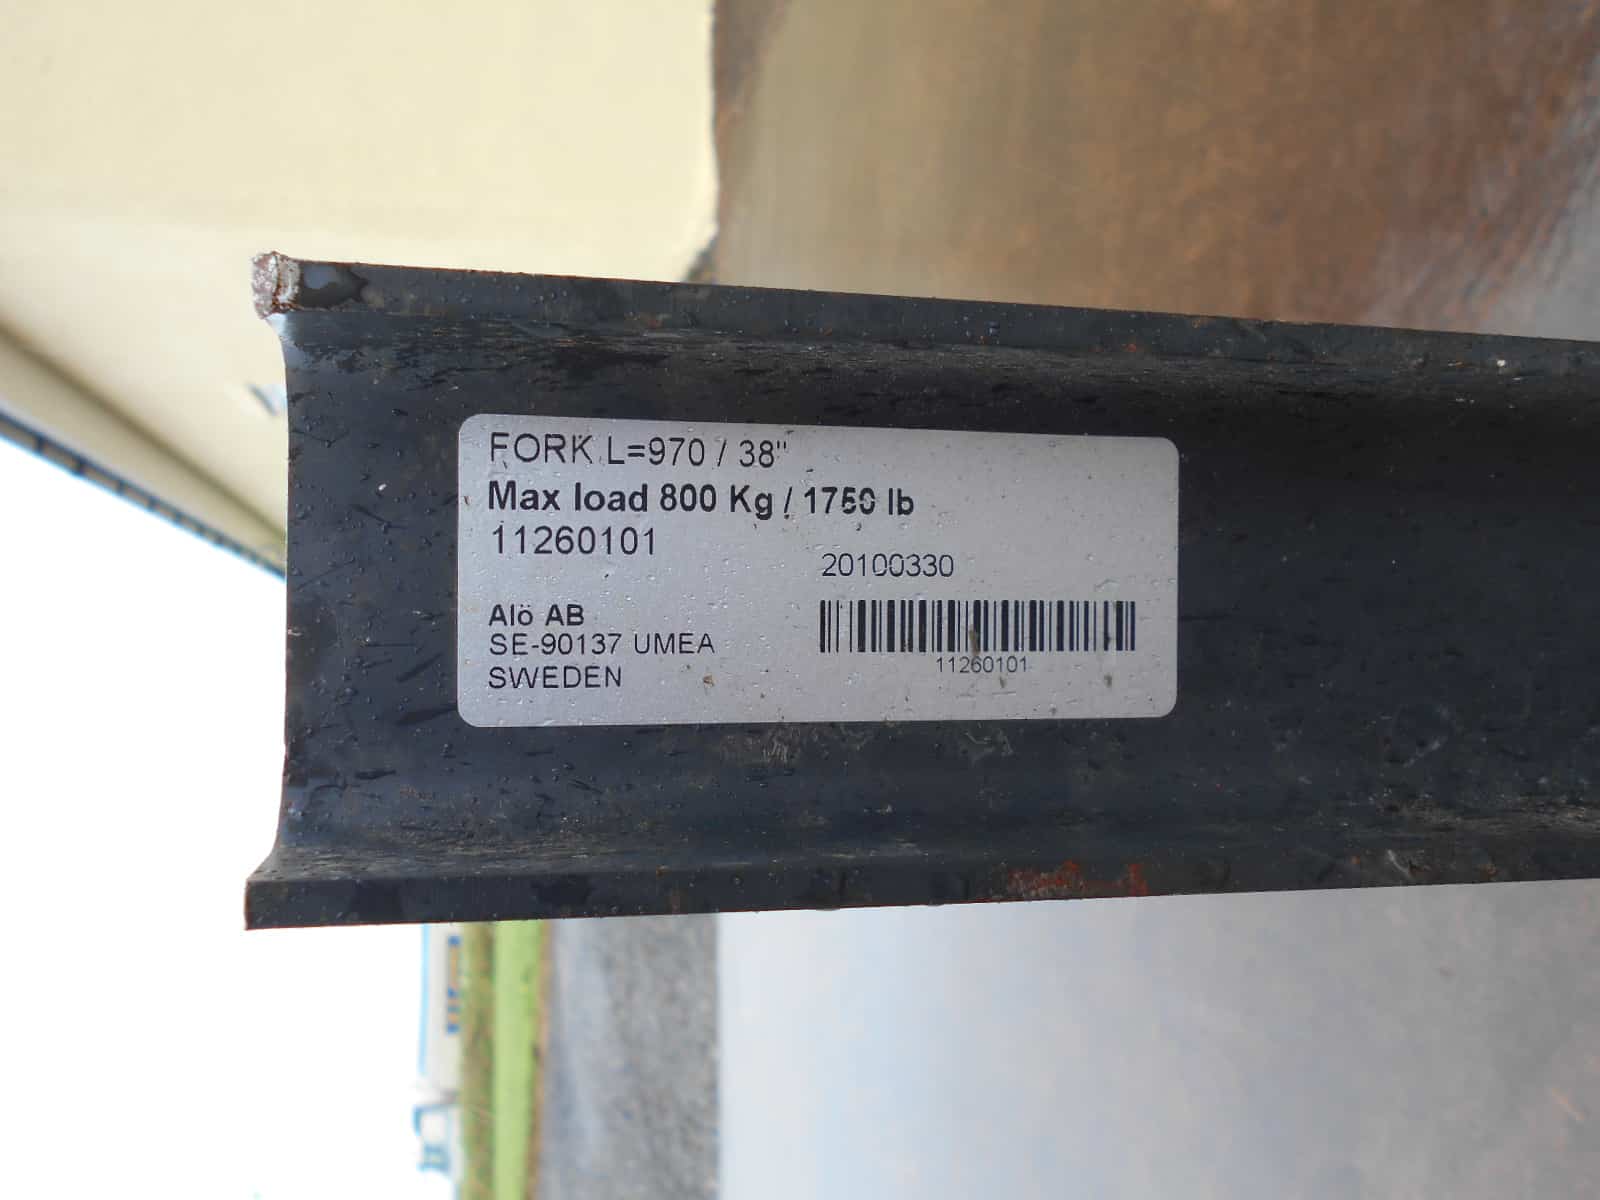 FORK L=970 / 38"
Max load 800 Kg / 1750 lb
11260101
20100330
Alö AB
SE-90137 UMEA
SWEDEN
11260101